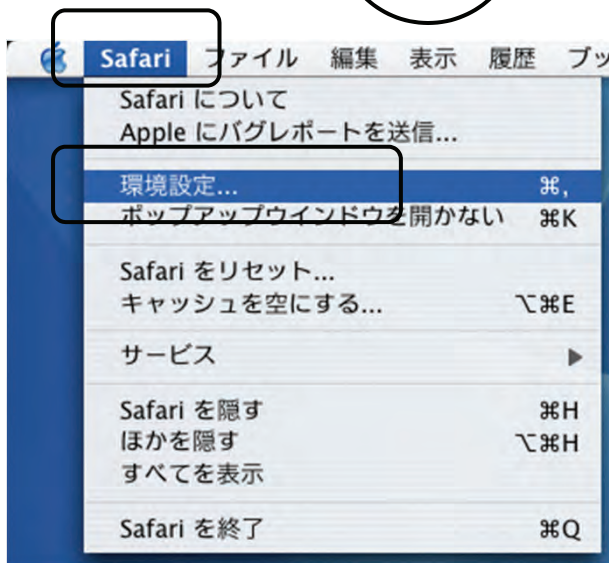 Safari ファイル 編集 表示 履歴 ブッ
Safari について
Apple にバグレポートを送信...
環境設定... ⌘,
ポップアップウインドウを開かない ⌘K
Safari をリセット...
キャッシュを空にする... ⌥⌘E
サービス ▶
Safari を隠す ⌘H
ほかを隠す ⌥⌘H
すべてを表示
Safari を終了 ⌘Q